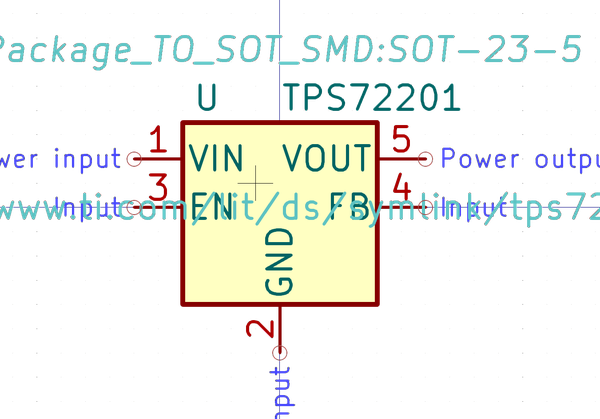 Package_TO_SOT_SMD:SOT-23-5
U TPS72201
1 5
wer input VIN VOUT Power outpu
3 4
www.ti.com/lit/ds/symlink/tps72
Input EN FB Input
GND
2
nput